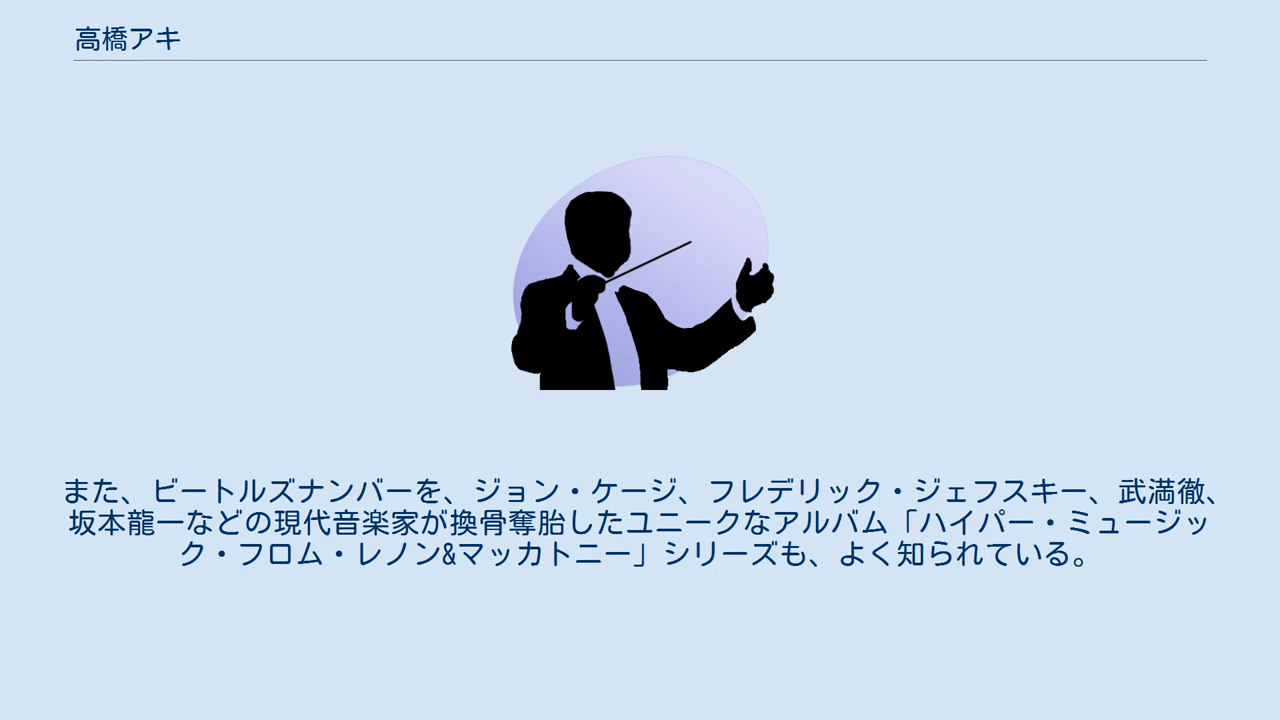 高橋アキ
また、ビートルズナンバーを、ジョン・ケージ、フレデリック・ジェフスキー、武満徹、
坂本龍一などの現代音楽家が換骨奪胎したユニークなアルバム「ハイパー・ミュージッ
ク・フロム・レノン&マッカトニー」シリーズも、よく知られている。